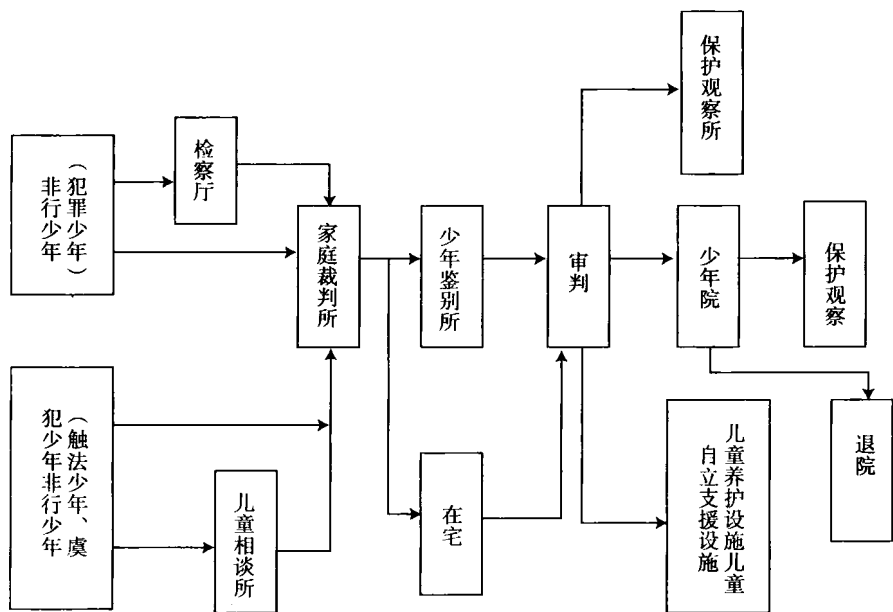 （犯罪少年）
非行少年
检察厅
（触法少年、虞
犯少年非行少年
儿童相谈所
家庭裁判所
少年鉴别所
在宅
审判
保护观察所
少年院
儿童养护设施儿童
自立支援设施
保护观察
退院